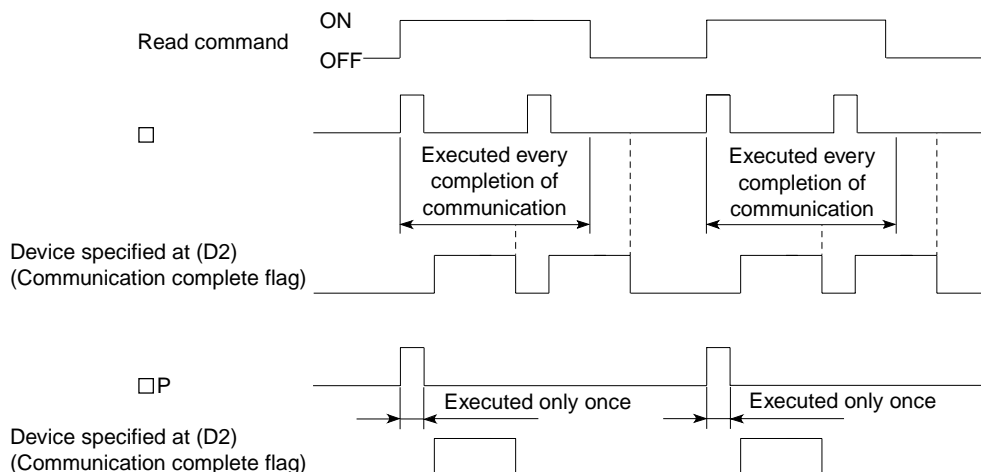 ON
Read command
OFF
□
Executed every
completion of
communication
Executed every
completion of
communication
Device specified at (D2)
(Communication complete flag)
□P
Executed only once
Executed only once
Device specified at (D2)
(Communication complete flag)